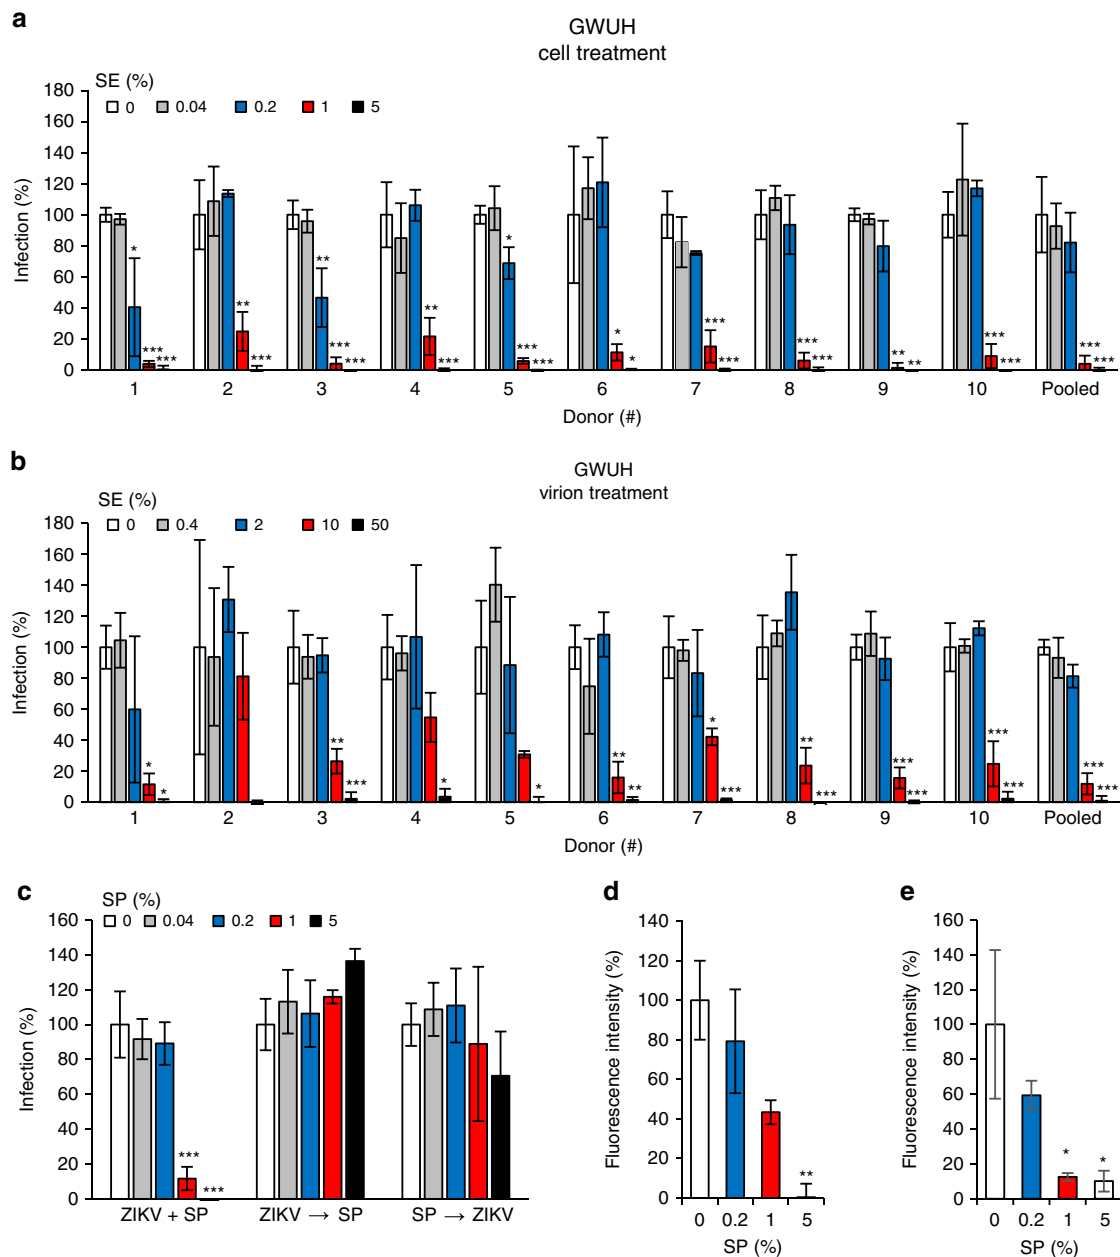 a
GWUH
cell treatment
SE (%)
0 0.04 0.2 1 5
180
160
140
120
100
80
60
40
20
0
Infection (%)
* *** ***
** ***
** *** ***
** ***
* *** ***
* *
*** ***
*** ***
** **
*** ***
*** ***
1 2 3 4 5 6 7 8 9 10 Pooled
Donor (#)
b
GWUH
virion treatment
SE (%)
0 0.4 2 10 50
180
160
140
120
100
80
60
40
20
0
Infection (%)
* *
** ***
*
*
** **
* ***
** ***
*** ***
*** ***
*** ***
1 2 3 4 5 6 7 8 9 10 Pooled
Donor (#)
c
SP (%)
0 0.04 0.2 1 5
160
140
120
100
80
60
40
20
0
Infection (%)
*** ***
ZIKV + SP ZIKV → SP SP → ZIKV
d
140
120
100
80
60
40
20
0
Fluorescence intensity (%)
**
0 0.2 1 5
SP (%)
e
160
140
120
100
80
60
40
20
0
Fluorescence intensity (%)
* *
0 0.2 1 5
SP (%)